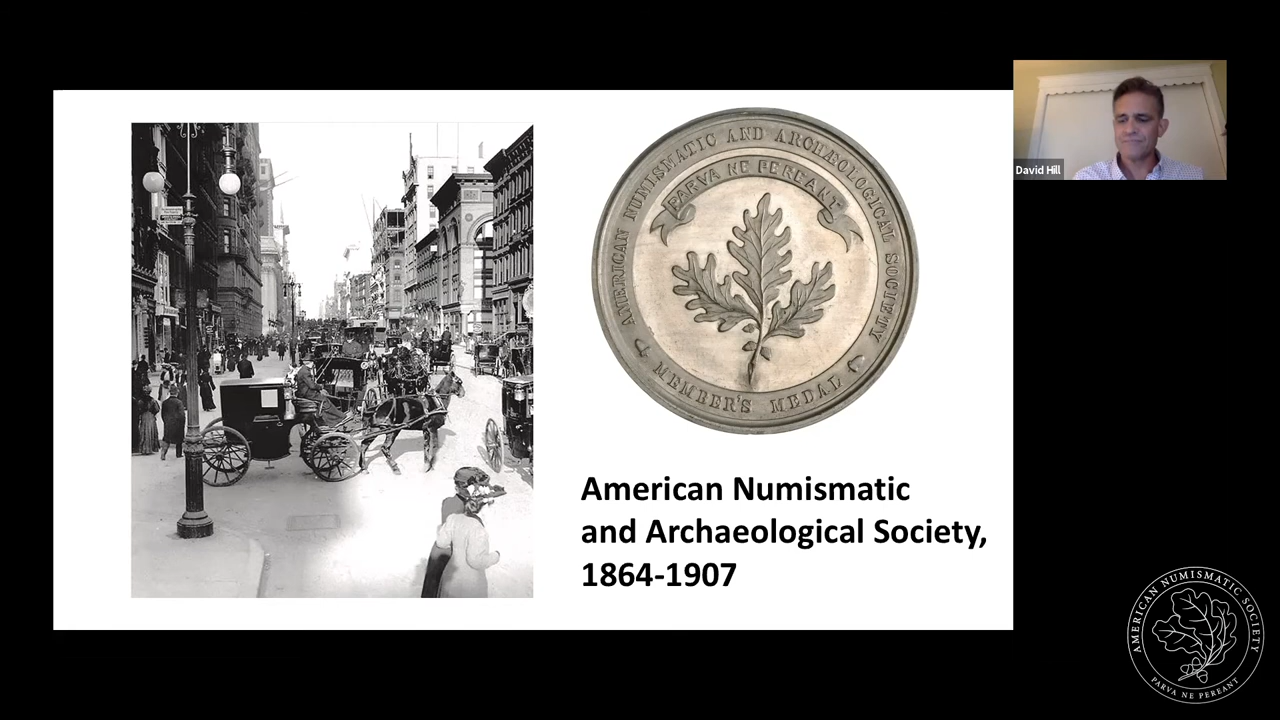 AMERICAN NUMISMATIC AND ARCHÆOLOGICAL SOCIETY
PARVA NE PEREANT
MEMBER'S MEDAL
American Numismatic
and Archaeological Society,
1864-1907
David Hill
AMERICAN NUMISMATIC SOCIETY
PARVA NE PEREANT